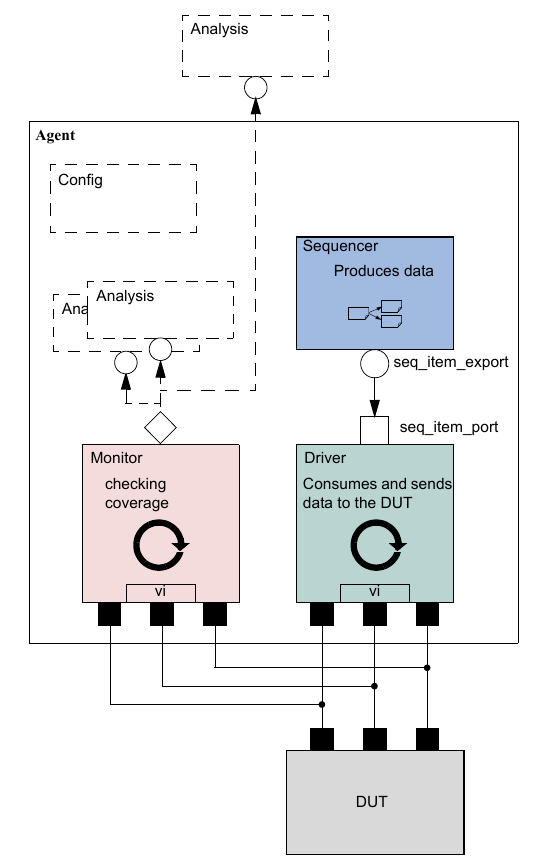 Analysis
Agent
Config
Sequencer
Produces data
Analysis
Ana
seq_item_export
seq_item_port
Monitor
checking
coverage
vi
Driver
Consumes and sends
data to the DUT
vi
DUT